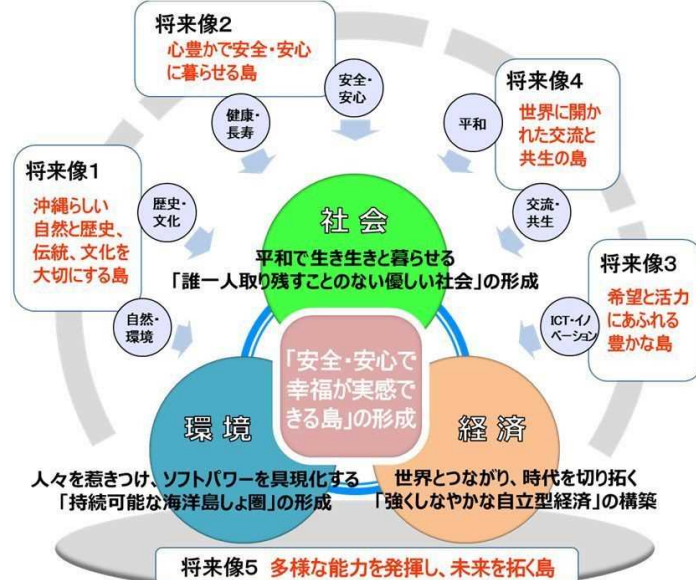 将来像2
心豊かで安全・安心
に暮らせる島
安全・
安心
健康・
長寿
将来像4
世界に開か
れた交流と
共生の島
平和
将来像1
沖縄らしい
自然と歴史、
伝統、文化を
大切にする島
歴史・
文化
自然・
環境
交流・
共生
将来像3
希望と活力
にあふれる
豊かな島
ICT・イノ
ベーション
社会
平和で生き生きと暮らせる
「誰一人取り残すことのない優しい社会」の形成
「安全・安心で
幸福が実感で
きる島」の形成
環境
人々を惹きつけ、ソフトパワーを具現化する
「持続可能な海洋島しょ圏」の形成
経済
世界とつながり、時代を切り拓く
「強くしなやかな自立型経済」の構築
将来像5 多様な能力を発揮し、未来を拓く島